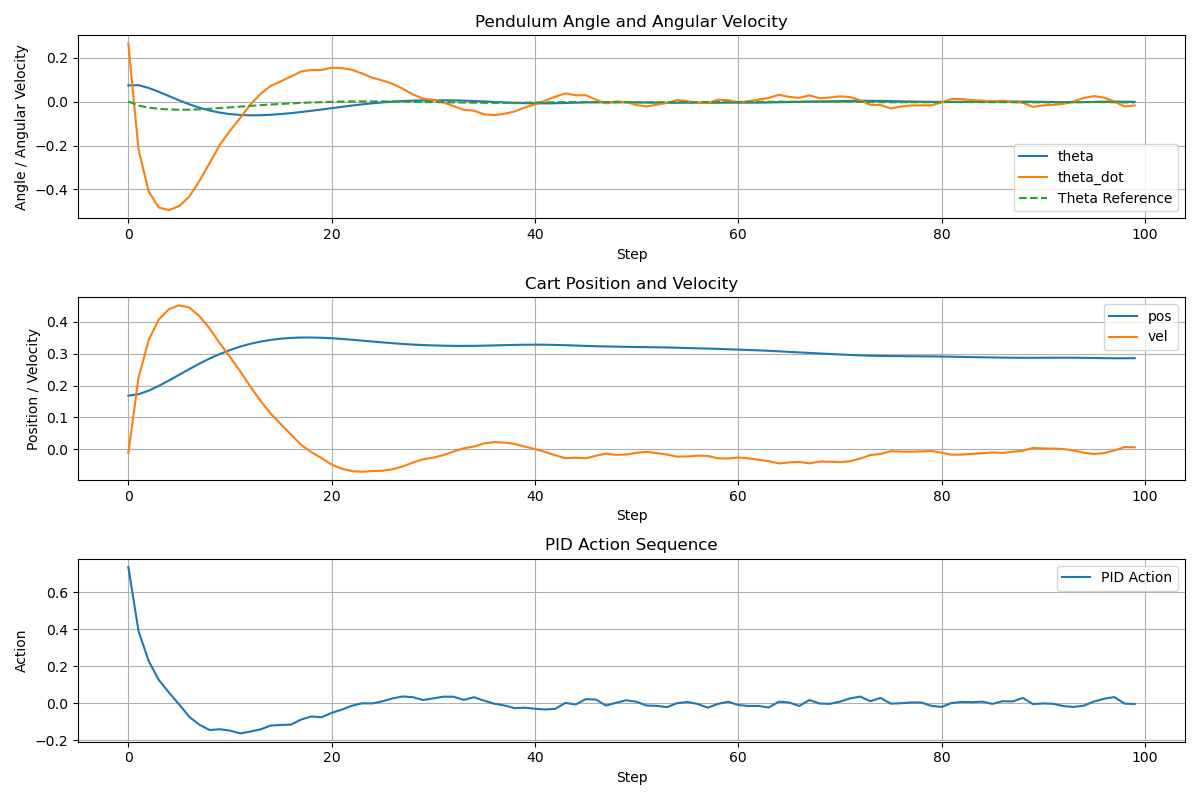 Pendulum Angle and Angular Velocity
Angle / Angular Velocity
0.2
0.0
−0.2
−0.4
theta
theta_dot
Theta Reference
0 20 40 60 80 100
Step
Cart Position and Velocity
Position / Velocity
0.4
0.3
0.2
0.1
0.0
pos
vel
0 20 40 60 80 100
Step
PID Action Sequence
Action
0.6
0.4
0.2
0.0
−0.2
PID Action
0 20 40 60 80 100
Step